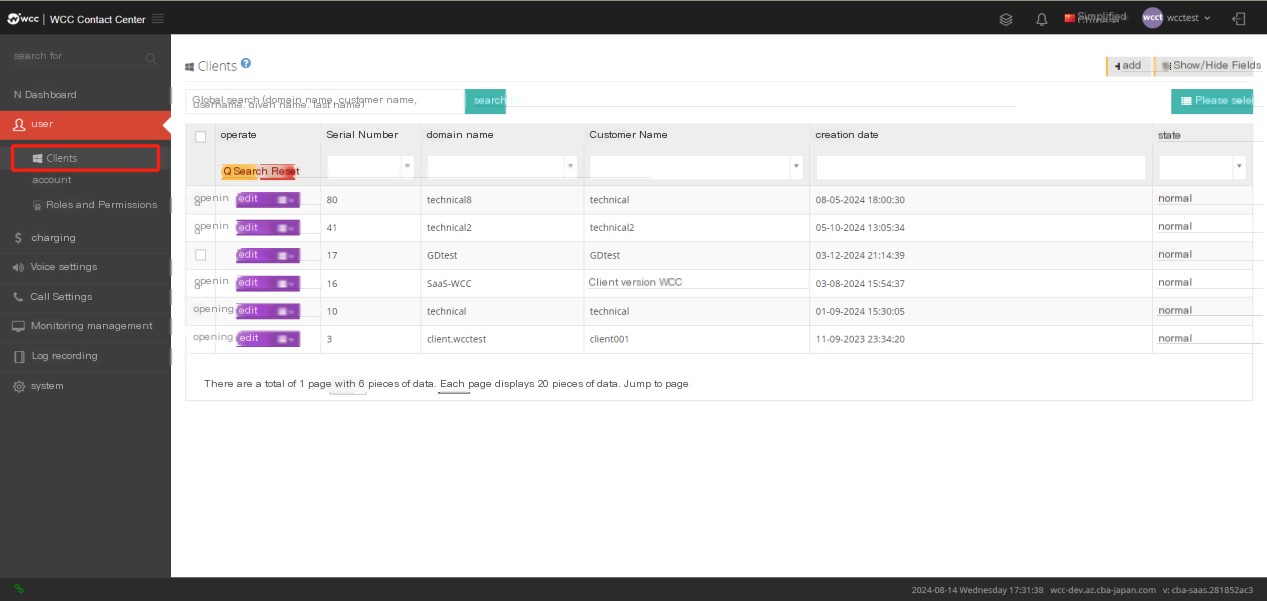 wcc | WCC Contact Center
Simplified
wcct wcctest
search for
N Dashboard
user
Clients
account
Roles and Permissions
charging
Voice settings
Call Settings
Monitoring management
Log recording
system
Clients ?
add
Show/Hide Fields
Global search (domain name, customer name,
username, given name, last name)
search
Please sele
operate Serial Number domain name Customer Name creation date state
Q Search Reset
openin edit 80 technical8 technical 08-05-2024 18:00:30 normal
openin edit 41 technical2 technical2 05-10-2024 13:05:34 normal
edit 17 GDtest GDtest 03-12-2024 21:14:39 normal
openin edit 16 SaaS-WCC Client version WCC 03-08-2024 15:54:37 normal
opening edit 10 technical technical 01-09-2024 15:30:05 normal
opening edit 3 client.wcctest client001 11-09-2023 23:34:20 normal
There are a total of 1 page with 6 pieces of data. Each page displays 20 pieces of data. Jump to page
2024-08-14 Wednesday 17:31:38 wcc-dev.az.cba-japan.com v: cba-saas.281852ac3